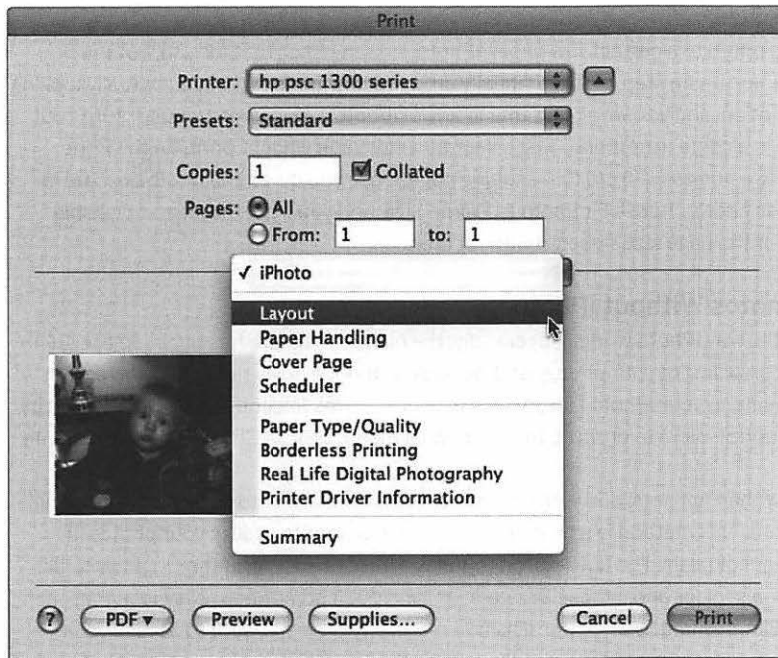 Print
Printer: hp psc 1300 series
Presets: Standard
Copies: 1 Collated
Pages: All
From: 1 to: 1
✓ iPhoto
Layout
Paper Handling
Cover Page
Scheduler
Paper Type/Quality
Borderless Printing
Real Life Digital Photography
Printer Driver Information
Summary
? PDF ▼ Preview Supplies... Cancel Print